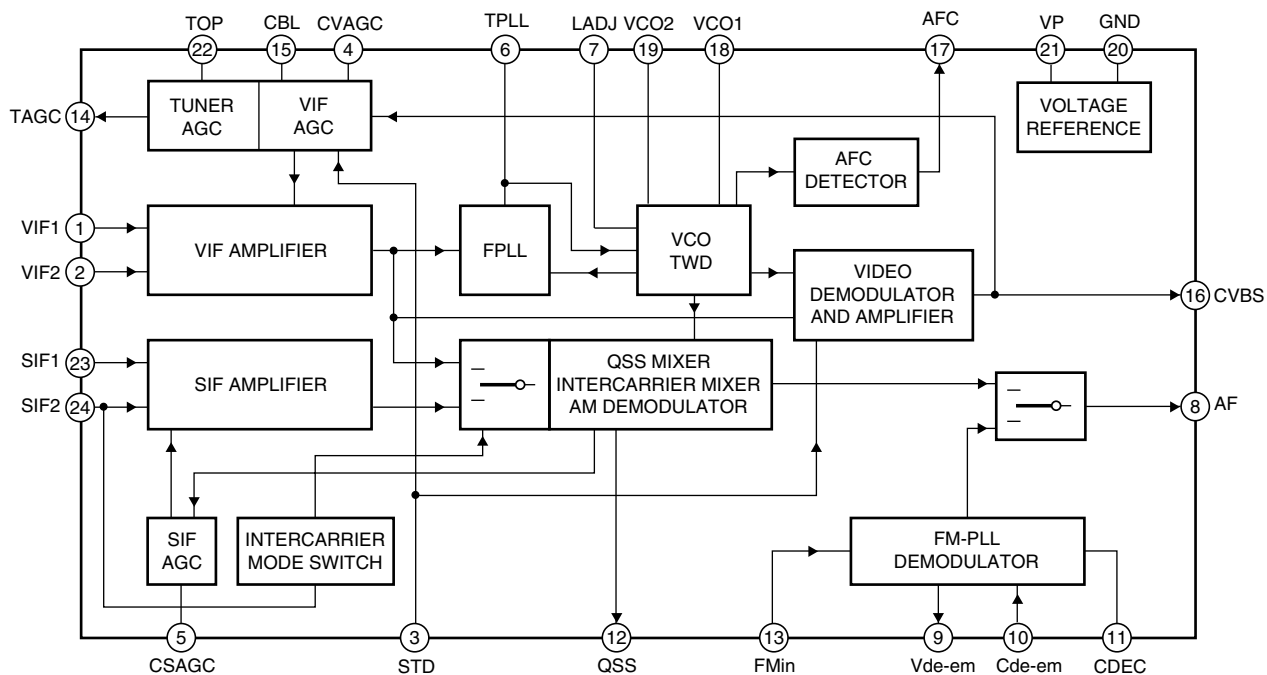 TOP
CBL
CVAGC
TPLL
LADJ
VCO2
VCO1
AFC
VP
GND
22
15
4
6
7
19
18
17
21
20
TAGC
14
TUNER
AGC
VIF
AGC
VOLTAGE
REFERENCE
AFC
DETECTOR
VIF1
1
VIF2
2
VIF AMPLIFIER
FPLL
VCO
TWD
VIDEO
DEMODULATOR
AND AMPLIFIER
16
CVBS
SIF1
23
SIF2
24
SIF AMPLIFIER
QSS MIXER
INTERCARRIER MIXER
AM DEMODULATOR
8
AF
SIF
AGC
INTERCARRIER
MODE SWITCH
FM-PLL
DEMODULATOR
5
3
12
13
9
10
11
CSAGC
STD
QSS
FMin
Vde-em
Cde-em
CDEC